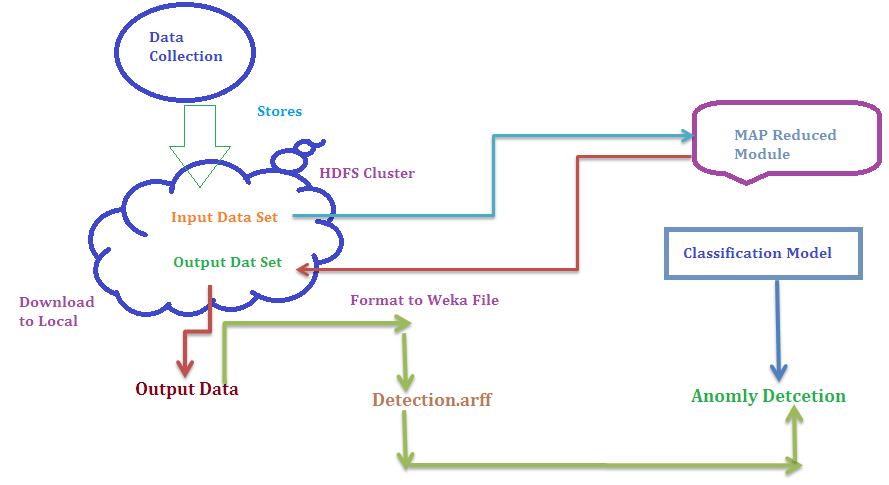 Data
Collection
Stores
MAP Reduced
Module
HDFS Cluster
Input Data Set
Classification Model
Output Dat Set
Download
to Local
Format to Weka File
Output Data
Detection.arff
Anomly Detcetion